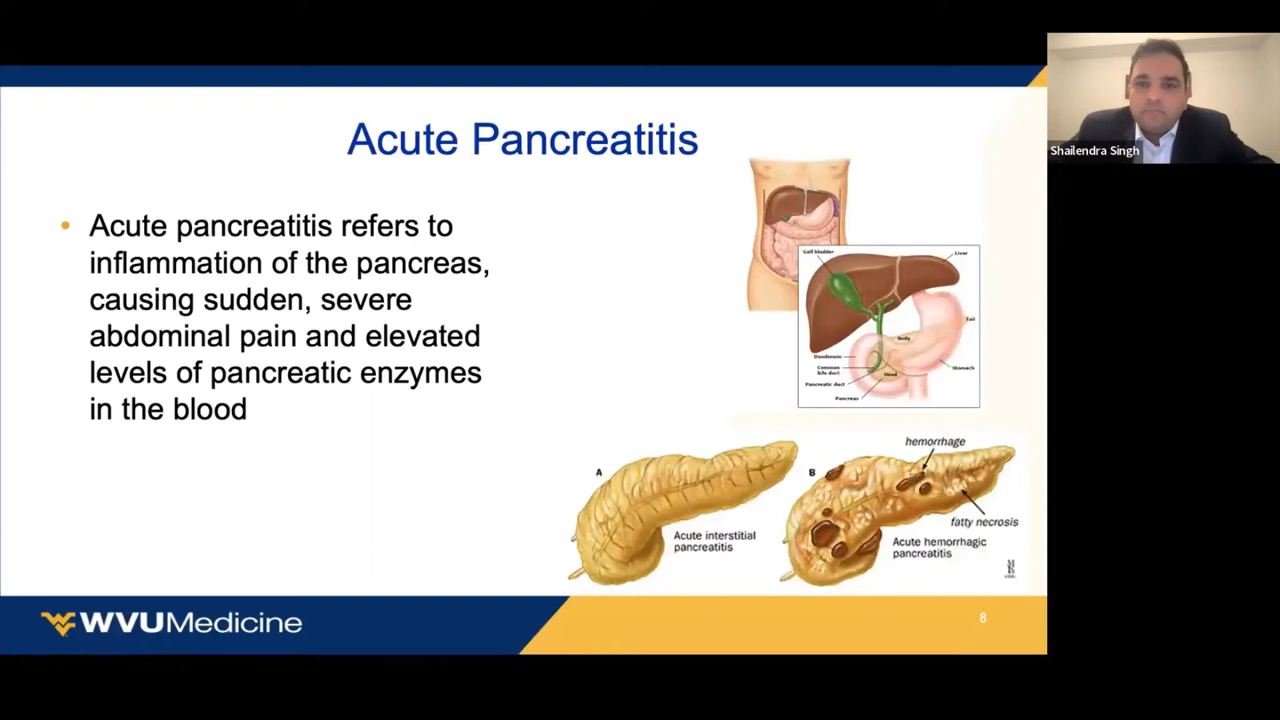 Acute Pancreatitis
Shailendra Singh
• Acute pancreatitis refers to
inflammation of the pancreas,
causing sudden, severe
abdominal pain and elevated
levels of pancreatic enzymes
in the blood
Gall bladder
Liver
Tail
Body
Duodenum
Common
bile duct
Stomach
Head
Pancreatic duct
Pancreas
hemorrhage
A
B
fatty necrosis
Acute interstitial
pancreatitis
Acute hemorrhagic
pancreatitis
WVUMedicine
8